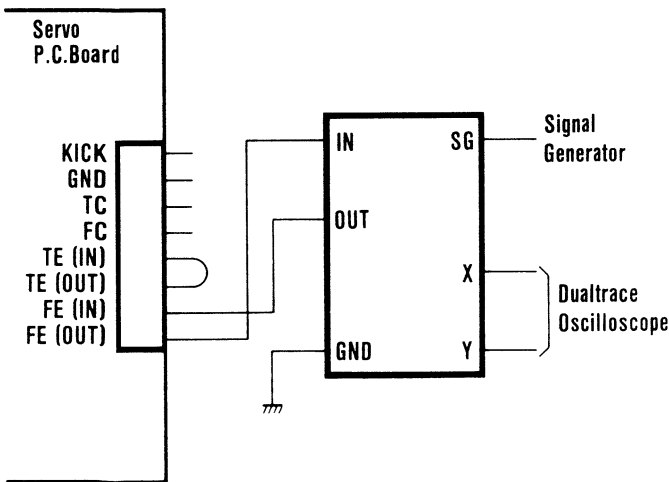 Servo
P.C.Board
KICK
GND
TC
FC
TE (IN)
TE (OUT)
FE (IN)
FE (OUT)
IN
OUT
GND
SG
X
Y
Signal
Generator
Dualtrace
Oscilloscope